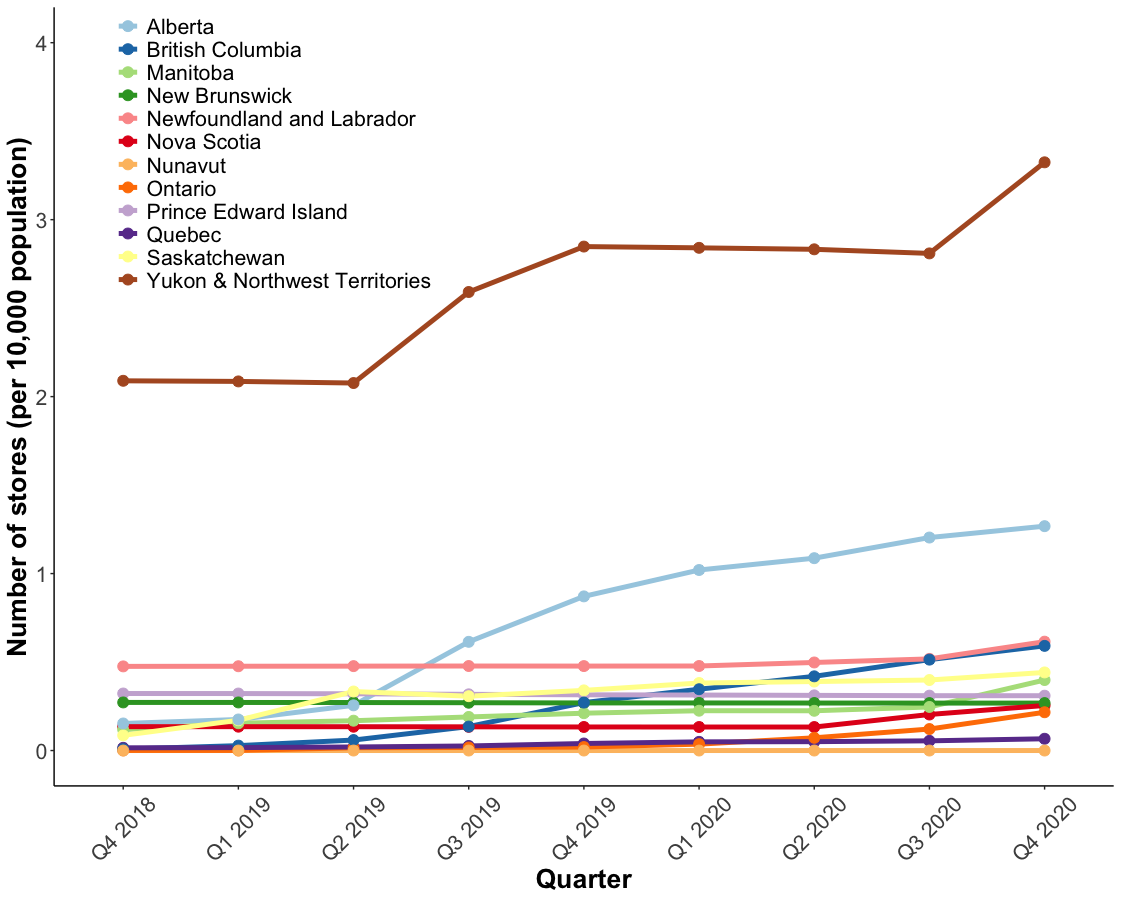 Alberta
British Columbia
Manitoba
New Brunswick
Newfoundland and Labrador
Nova Scotia
Nunavut
Ontario
Prince Edward Island
Quebec
Saskatchewan
Yukon & Northwest Territories
Number of stores (per 10,000 population)
4
3
2
1
0
Q4 2018
Q1 2019
Q2 2019
Q3 2019
Q4 2019
Q1 2020
Q2 2020
Q3 2020
Q4 2020
Quarter